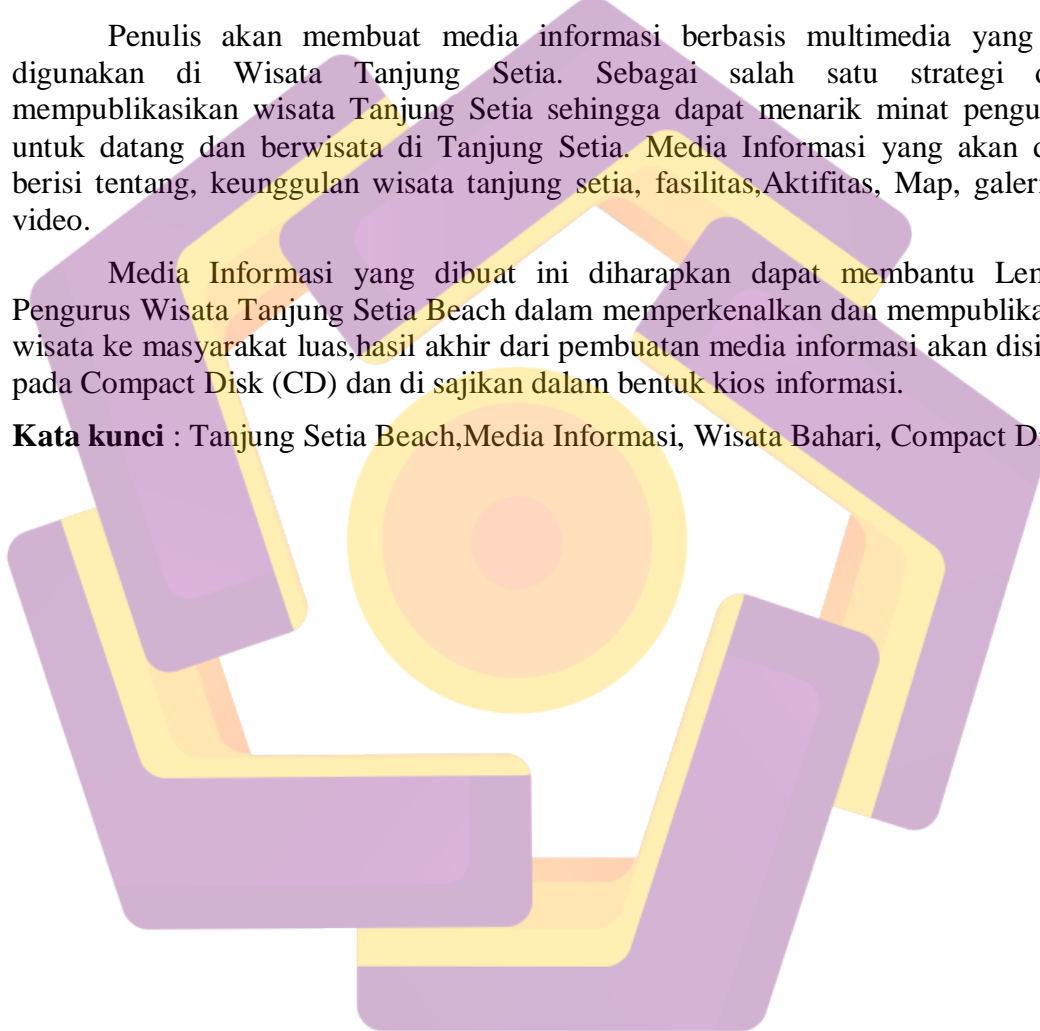 Penulis akan membuat media informasi berbasis multimedia yang
digunakan di Wisata Tanjung Setia. Sebagai salah satu strategi
mempublikasikan wisata Tanjung Setia sehingga dapat menarik minat
untuk datang dan berwisata di Tanjung Setia. Media Informasi yang akan
berisi tentang, keunggulan wisata tanjung setia, fasilitas,Aktifitas, Map, galeri
video.
Media Informasi yang dibuat ini diharapkan dapat membantu
Pengurus Wisata Tanjung Setia Beach dalam memperkenalkan dan
wisata ke masyarakat luas,hasil akhir dari pembuatan media informasi akan
pada Compact Disk (CD) dan di sajikan dalam bentuk kios informasi.
Kata kunci : Tanjung Setia Beach,Media Informasi, Wisata Bahari, Compact